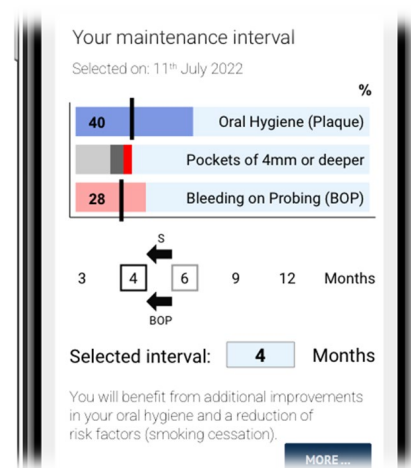 Your maintenance interval
Selected on: 11th July 2022
%
40 Oral Hygiene (Plaque)
Pockets of 4mm or deeper
28 Bleeding on Probing (BOP)
S
3 4 6 9 12 Months
BOP
Selected interval: 4 Months
You will benefit from additional improvements
in your oral hygiene and a reduction of
risk factors (smoking cessation).
MORE...